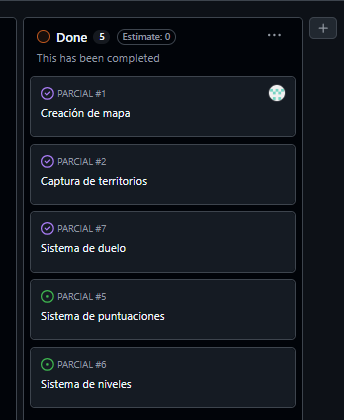 Done 5 Estimate: 0
This has been completed
PARCIAL #1
Creación de mapa
PARCIAL #2
Captura de territorios
PARCIAL #7
Sistema de duelo
PARCIAL #5
Sistema de puntuaciones
PARCIAL #6
Sistema de niveles